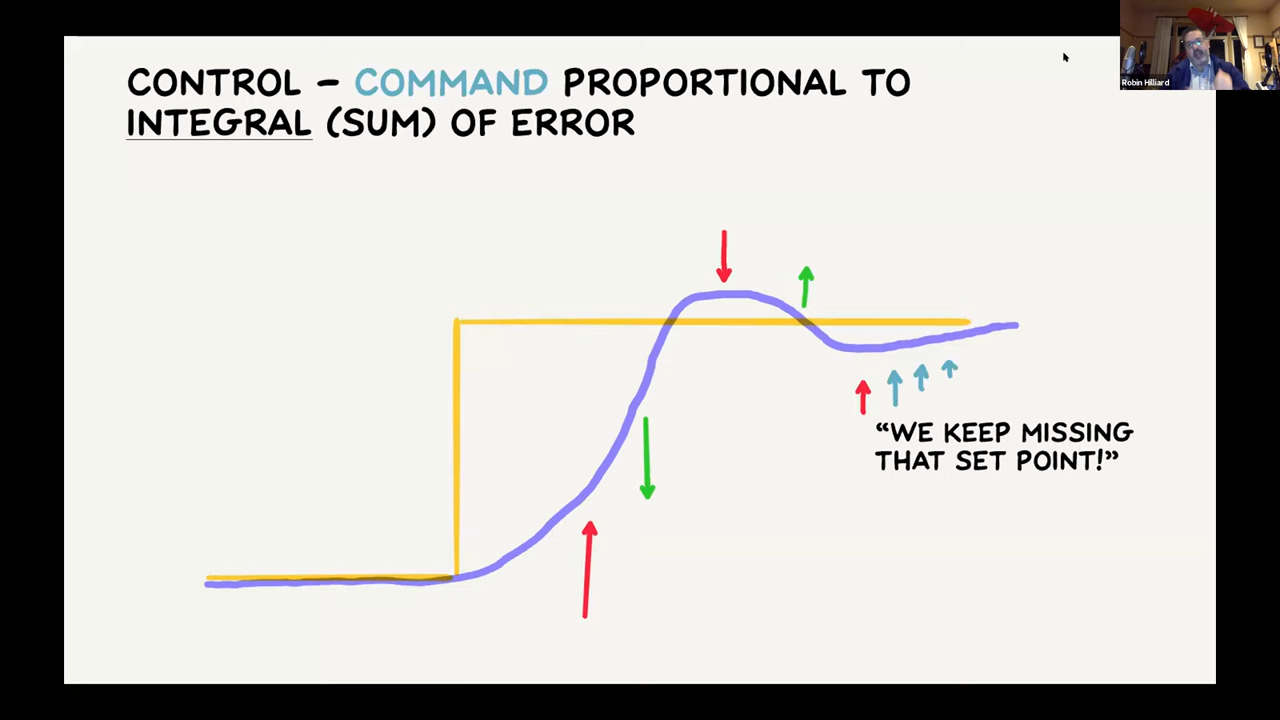 CONTROL – COMMAND PROPORTIONAL TO
INTEGRAL (SUM) OF ERROR
“WE KEEP MISSING
THAT SET POINT!”
Robin Hilliard